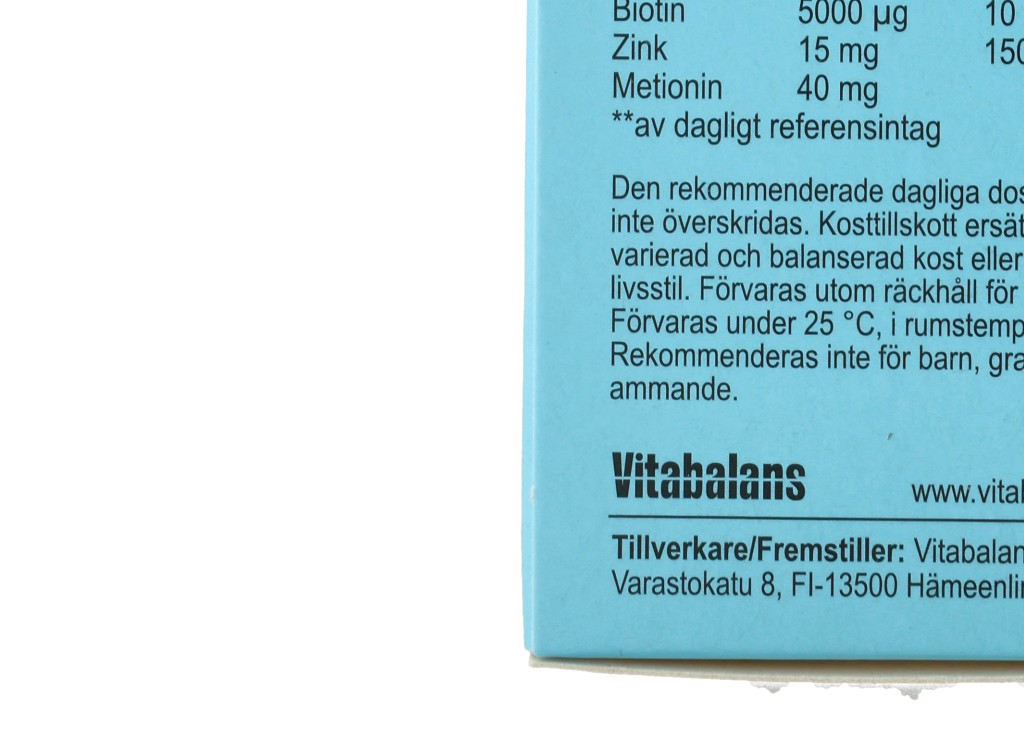 Biotin 5000 µg 10
Zink 15 mg 150
Metionin 40 mg
**av dagligt referensintag
Den rekommenderade dagliga dos
inte överskridas. Kosttillskott ersät
varierad och balanserad kost eller
livsstil. Förvaras utom räckhåll för
Förvaras under 25 °C, i rumstemp
Rekommenderas inte för barn, gra
ammande.
Vitabalans
www.vital
Tillverkare/Fremstiller: Vitabalan
Varastokatu 8, FI-13500 Hämeenlin